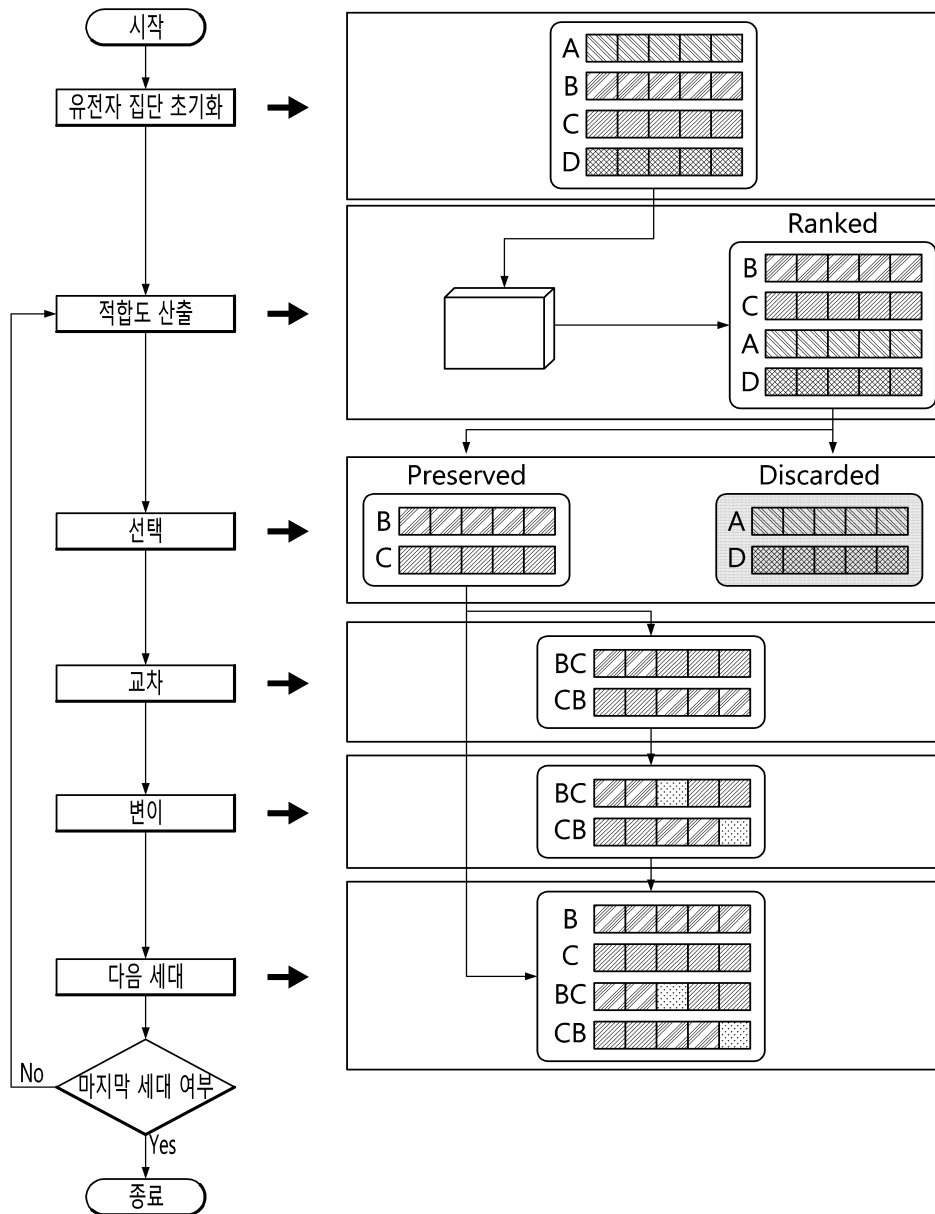 시작
유전자 집단 초기화
A
B
C
D
Ranked
B
C
A
D
적합도 산출
Preserved
B
C
Discarded
A
D
선택
교차
BC
CB
변이
BC
CB
다음 세대
B
C
BC
CB
마지막 세대 여부
No
Yes
종료